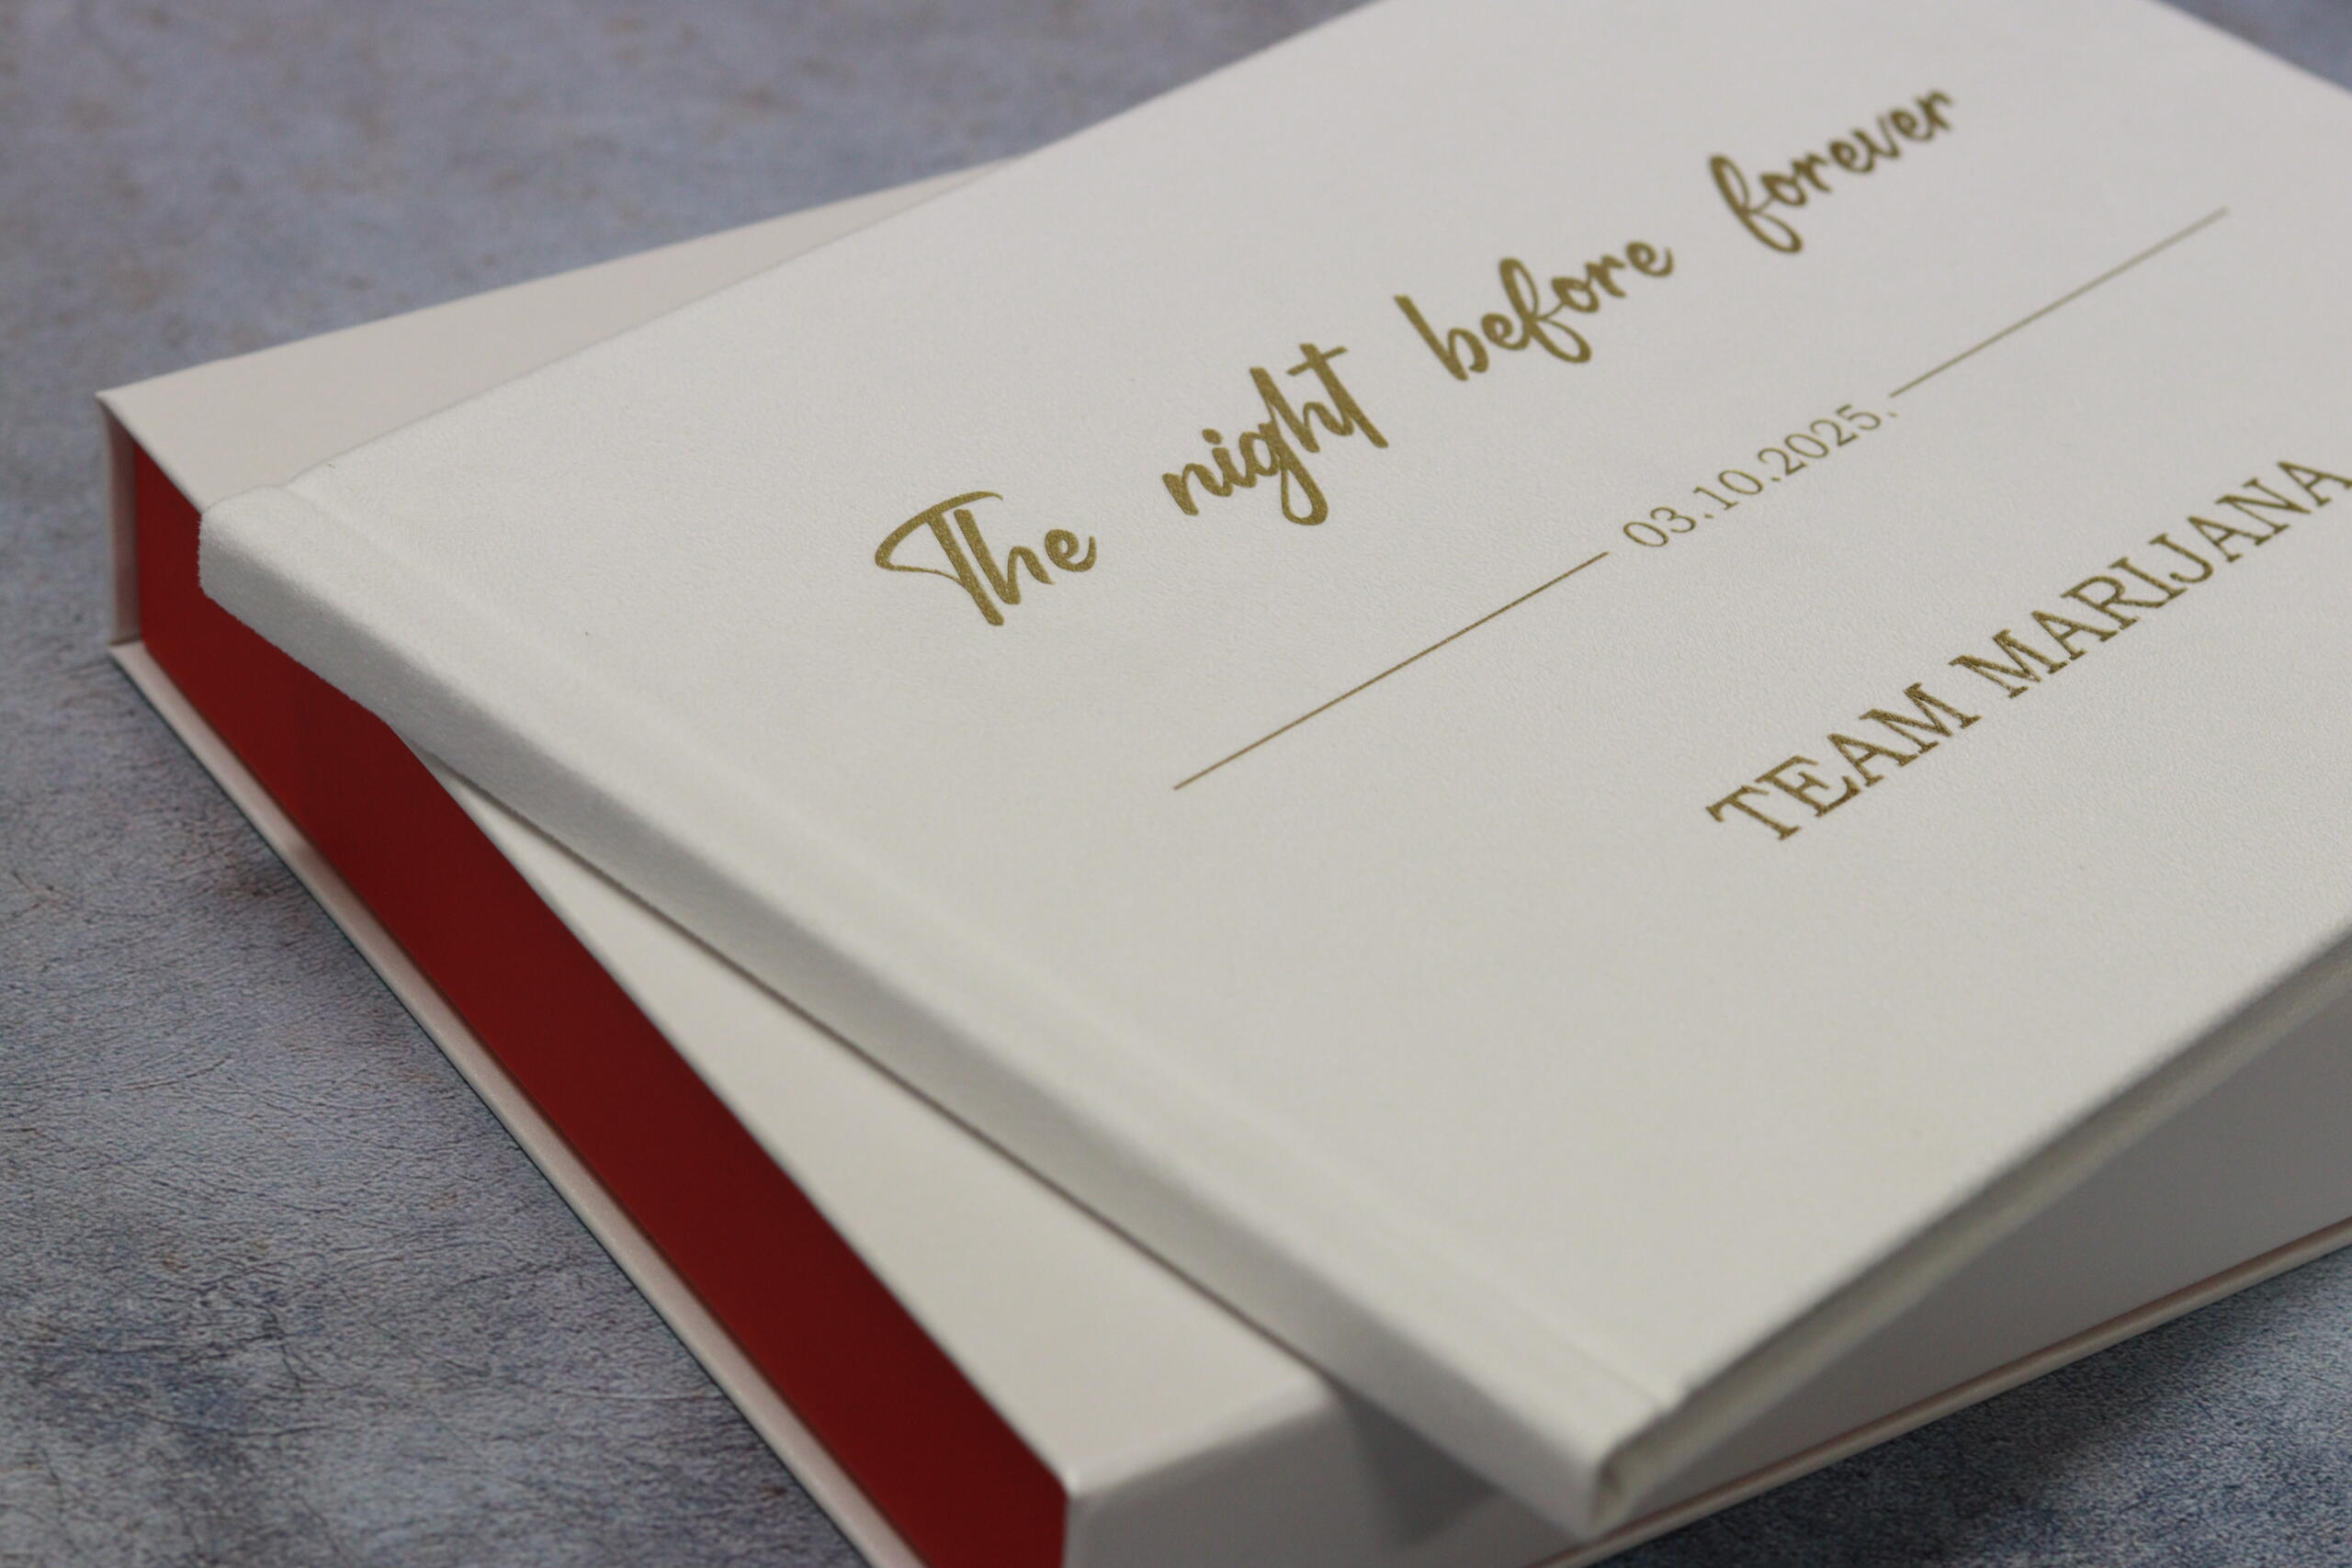 The night before forever
03.10.2025.
TEAM MARIJANA